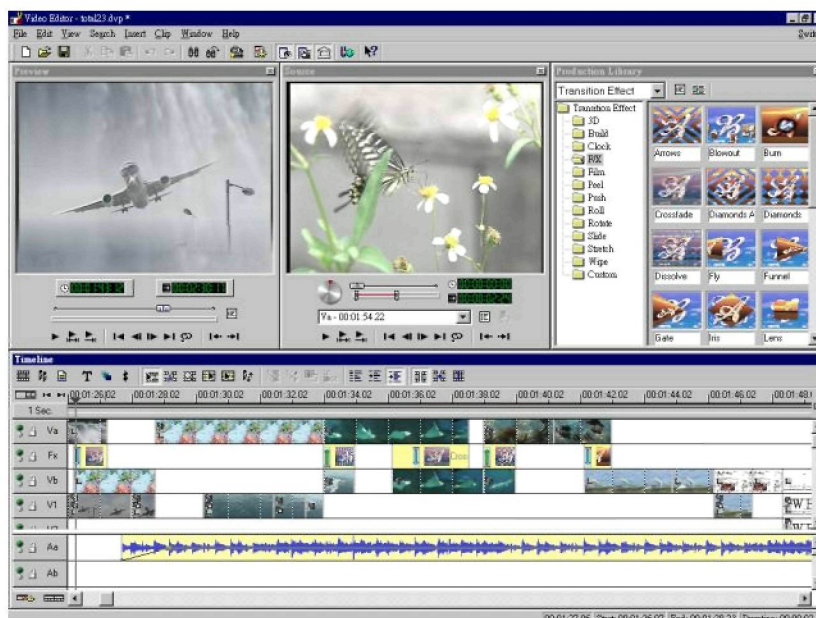 Video Editor - total23.dvp *
File Edit View Search Insert Clip Window Help
Preview
Source
Production Library
Transition Effect
Transition Effect
3D
Build
Clock
F/X
Film
Peel
Push
Roll
Rotate
Slide
Stretch
Wipe
Custom
Arrows Blowout Burn
Crossfade Diamonds A Diamonds
Dissolve Fly Funnel
Gate Iris Lens
Va - 00:01:54.22
Timeline
00:01:26.02 00:01:28.02 00:01:30.02 00:01:32.02 00:01:34.02 00:01:36.02 00:01:38.02 00:01:40.02 00:01:42.02 00:01:44.02 00:01:46.02 00:01:48.
1 Sec.
Va
Fx
Cros
Vb
V1
Aa
Ab